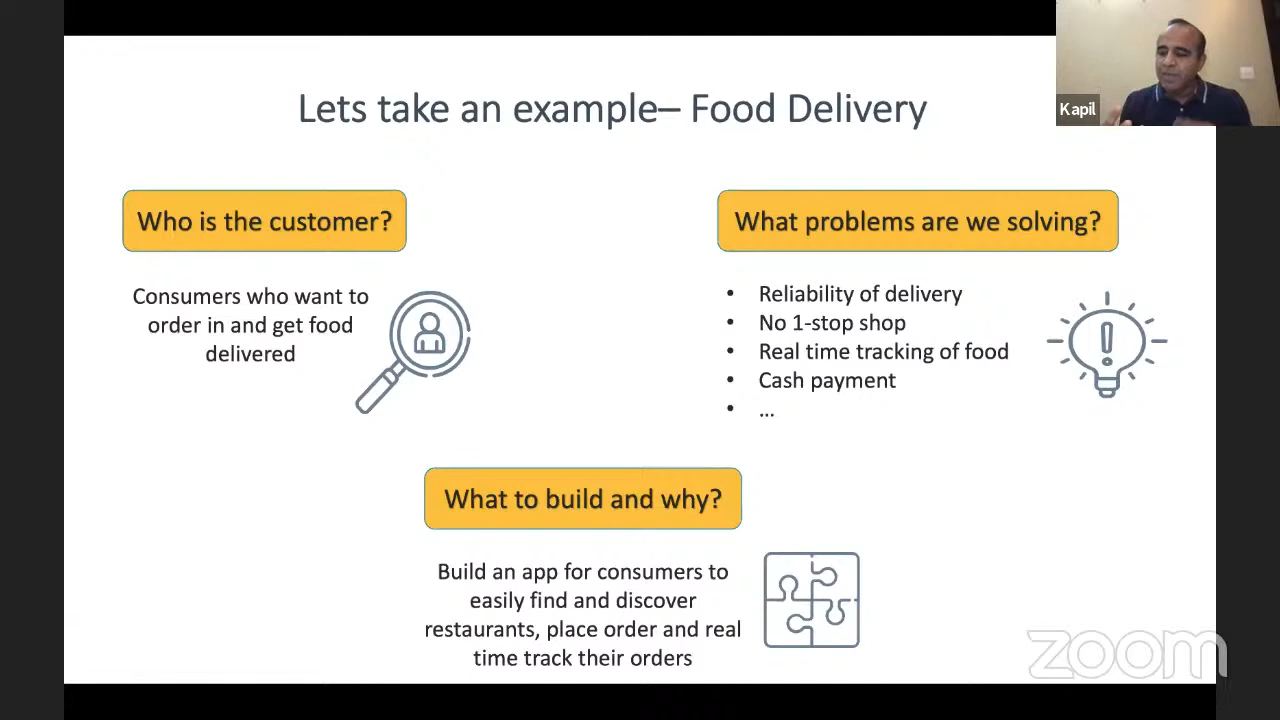 Lets take an example– Food Delivery
Kapil
Who is the customer?
Consumers who want to
order in and get food
delivered
What problems are we solving?
• Reliability of delivery
• No 1-stop shop
• Real time tracking of food
• Cash payment
• ...
What to build and why?
Build an app for consumers to
easily find and discover
restaurants, place order and real
time track their orders
zoom